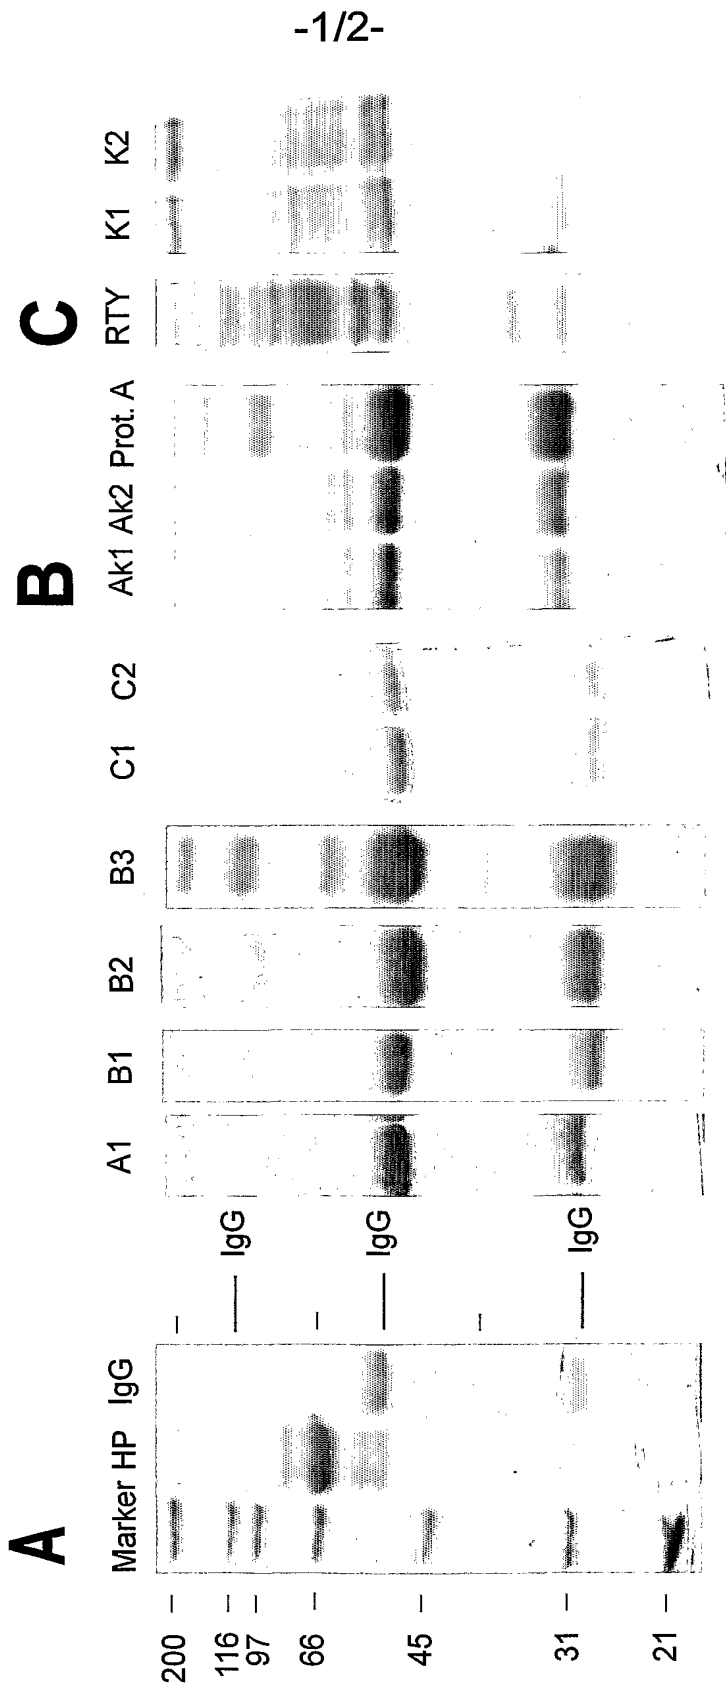 -1/2-
A
B
C
Marker HP IgG
A1
B1
B2
B3
C1
C2
Ak1 Ak2 Prot. A
RTY
K1
K2
200
116
97
66
45
31
21
IgG
IgG
IgG